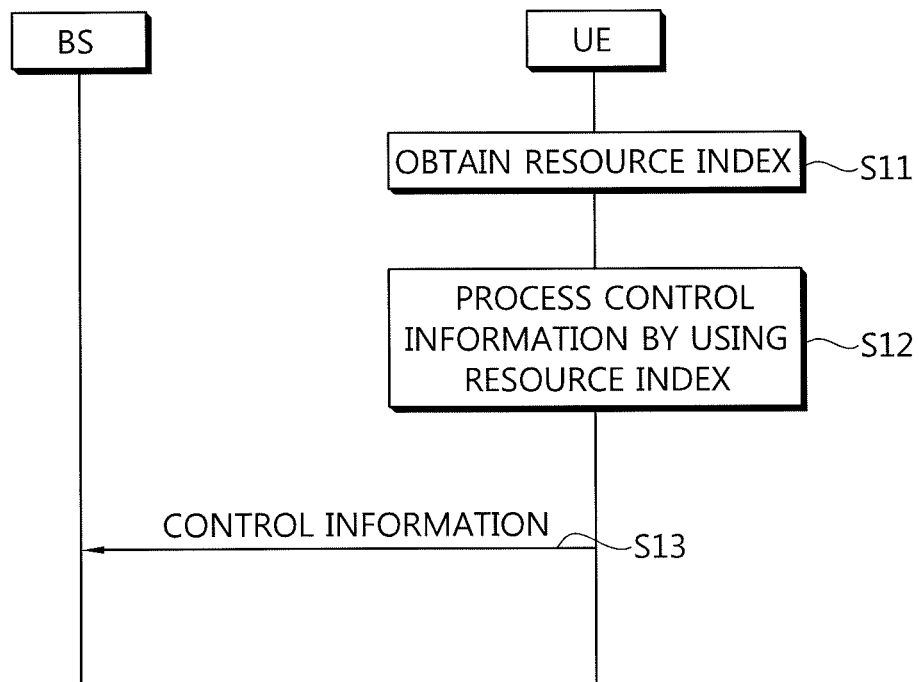 BS
UE
OBTAIN RESOURCE INDEX
S11
PROCESS CONTROL
INFORMATION BY USING
RESOURCE INDEX
S12
CONTROL INFORMATION
S13